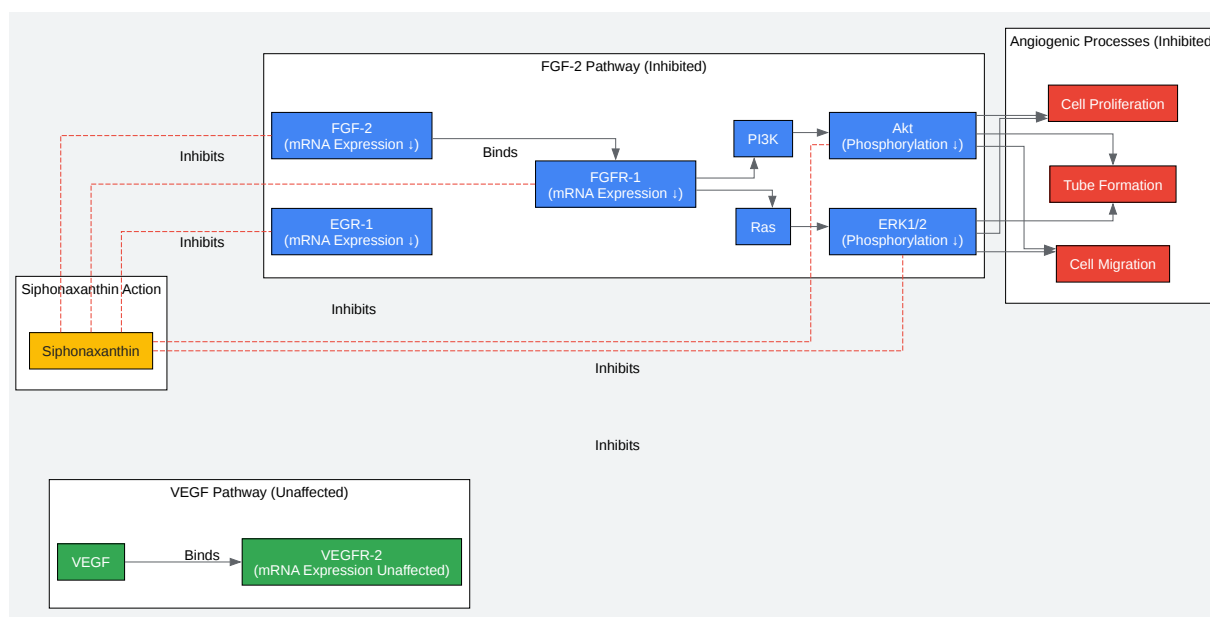 Angiogenic Processes (Inhibited
FGF-2 Pathway (Inhibited)
Cell Proliferation
FGF-2
(mRNA Expression ↓)
Akt
(Phosphorylation ↓)
PI3K
Inhibits
Binds
FGFR-1
(mRNA Expression ↓)
Tube Formation
EGR-1
(mRNA Expression ↓)
Ras
ERK1/2
(Phosphorylation ↓)
Inhibits
Cell Migration
Siphonaxanthin Action
Inhibits
Siphonaxanthin
Inhibits
Inhibits
VEGF Pathway (Unaffected)
VEGF
Binds
VEGFR-2
(mRNA Expression Unaffected)